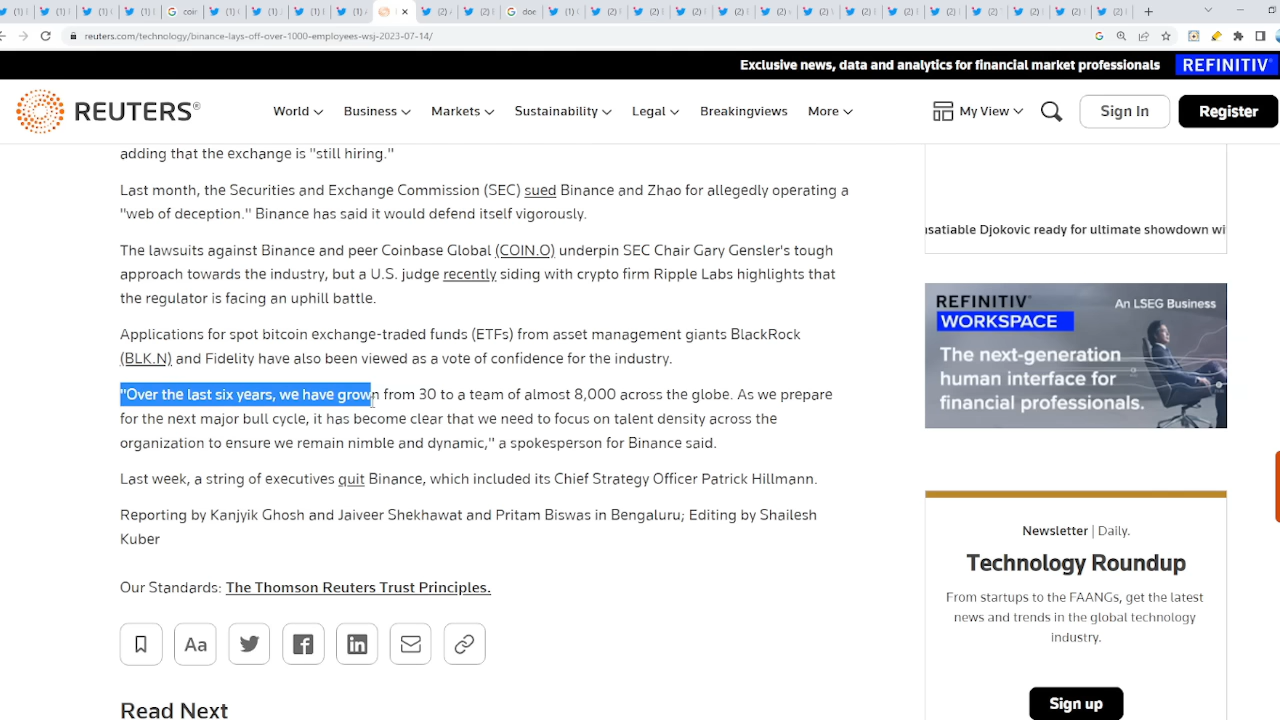 reuters.com/technology/binance-lays-off-over-1000-employees-wsj-2023-07-14/
Exclusive news, data and analytics for financial market professionals REFINITIV
REUTERS®
World Business Markets Sustainability Legal Breakingviews More My View Sign In Register
adding that the exchange is "still hiring."
Last month, the Securities and Exchange Commission (SEC) sued Binance and Zhao for allegedly operating a
"web of deception." Binance has said it would defend itself vigorously.
The lawsuits against Binance and peer Coinbase Global (COIN.O) underpin SEC Chair Gary Gensler's tough
approach towards the industry, but a U.S. judge recently siding with crypto firm Ripple Labs highlights that
the regulator is facing an uphill battle.
Applications for spot bitcoin exchange-traded funds (ETFs) from asset management giants BlackRock
(BLK.N) and Fidelity have also been viewed as a vote of confidence for the industry.
"Over the last six years, we have grown from 30 to a team of almost 8,000 across the globe. As we prepare
for the next major bull cycle, it has become clear that we need to focus on talent density across the
organization to ensure we remain nimble and dynamic," a spokesperson for Binance said.
Last week, a string of executives quit Binance, which included its Chief Strategy Officer Patrick Hillmann.
Reporting by Kanjyik Ghosh and Jaiveer Shekhawat and Pritam Biswas in Bengaluru; Editing by Shailesh
Kuber
Our Standards: The Thomson Reuters Trust Principles.
Aa
Read Next
nsatiable Djokovic ready for ultimate showdown wi
REFINITIV
WORKSPACE
An LSEG Business
The next-generation
human interface for
financial professionals.
Newsletter | Daily.
Technology Roundup
From startups to the FAANGs, get the latest
news and trends in the global technology
industry.
Sign up